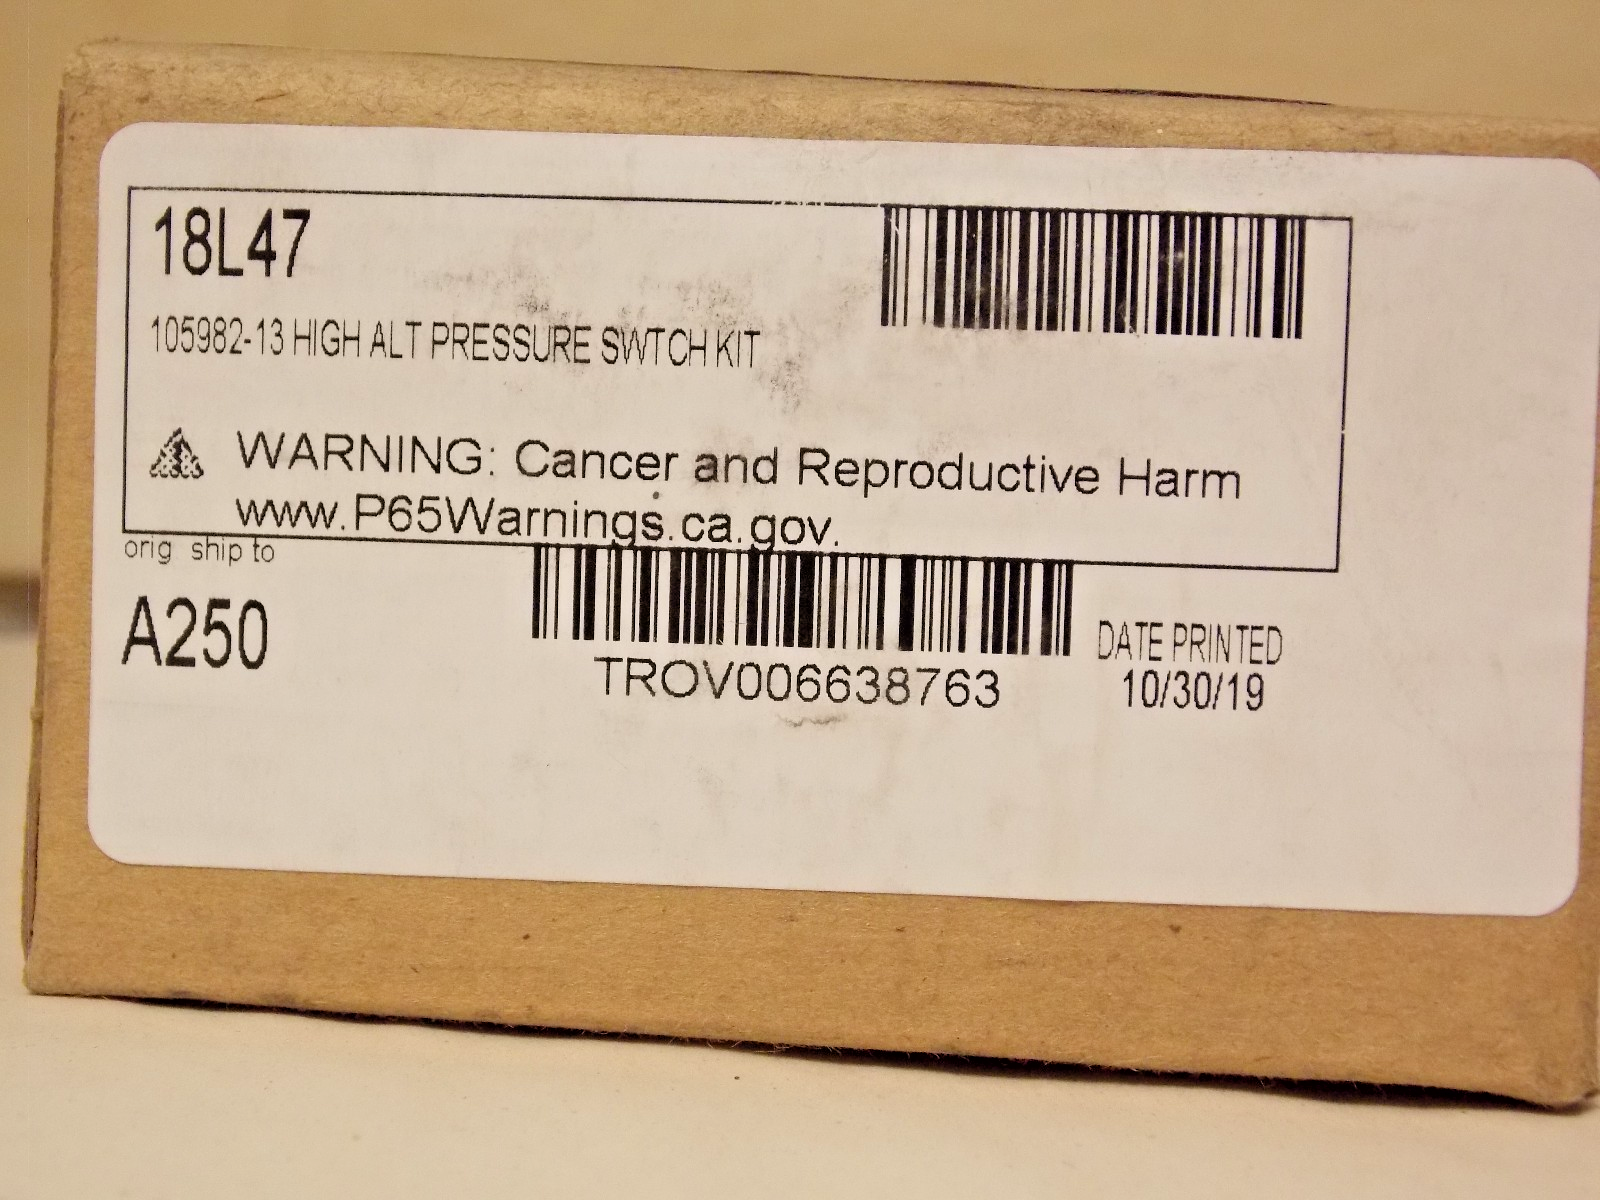 18L47
105982-13 HIGH ALT PRESSURE SWTCH KIT
WARNING: Cancer and Reproductive Harm
www.P65Warnings.ca.gov.
orig ship to
A250
TROV006638763
DATE PRINTED
10/30/19